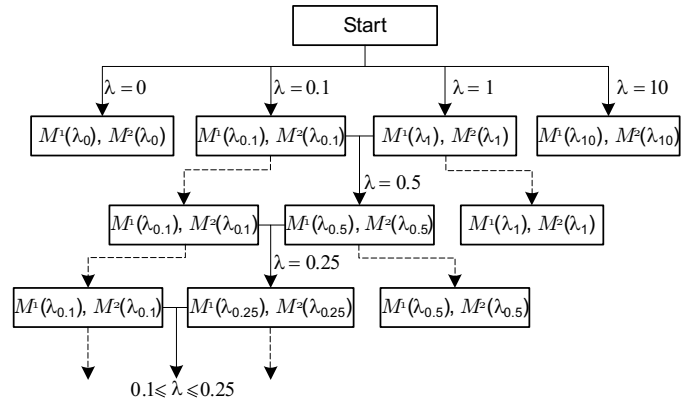 Start
λ = 0
λ = 0.1
λ = 1
λ = 10
M¹(λ₀), M²(λ₀)
M¹(λ₀.₁), M²(λ₀.₁)
M¹(λ₁), M²(λ₁)
M¹(λ₁₀), M²(λ₁₀)
λ = 0.5
M¹(λ₀.₁), M²(λ₀.₁)
M¹(λ₀.₅), M²(λ₀.₅)
M¹(λ₁), M²(λ₁)
λ = 0.25
M¹(λ₀.₁), M²(λ₀.₁)
M¹(λ₀.₂₅), M²(λ₀.₂₅)
M¹(λ₀.₅), M²(λ₀.₅)
0.1⩽ λ ⩽0.25